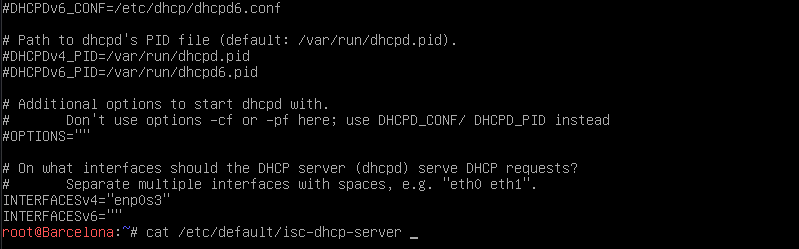 #DHCPDv6_CONF=/etc/dhcp/dhcpd6.conf
# Path to dhcpd's PID file (default: /var/run/dhcpd.pid).
#DHCPDv4_PID=/var/run/dhcpd.pid
#DHCPDv6_PID=/var/run/dhcpd6.pid
# Additional options to start dhcpd with.
#       Don't use options -cf or -pf here; use DHCPD_CONF/ DHCPD_PID instead
#OPTIONS=""
# On what interfaces should the DHCP server (dhcpd) serve DHCP requests?
#       Separate multiple interfaces with spaces, e.g. "eth0 eth1".
INTERFACESv4="enp0s3"
INTERFACESv6=""
root@Barcelona:~# cat /etc/default/isc-dhcp-server _